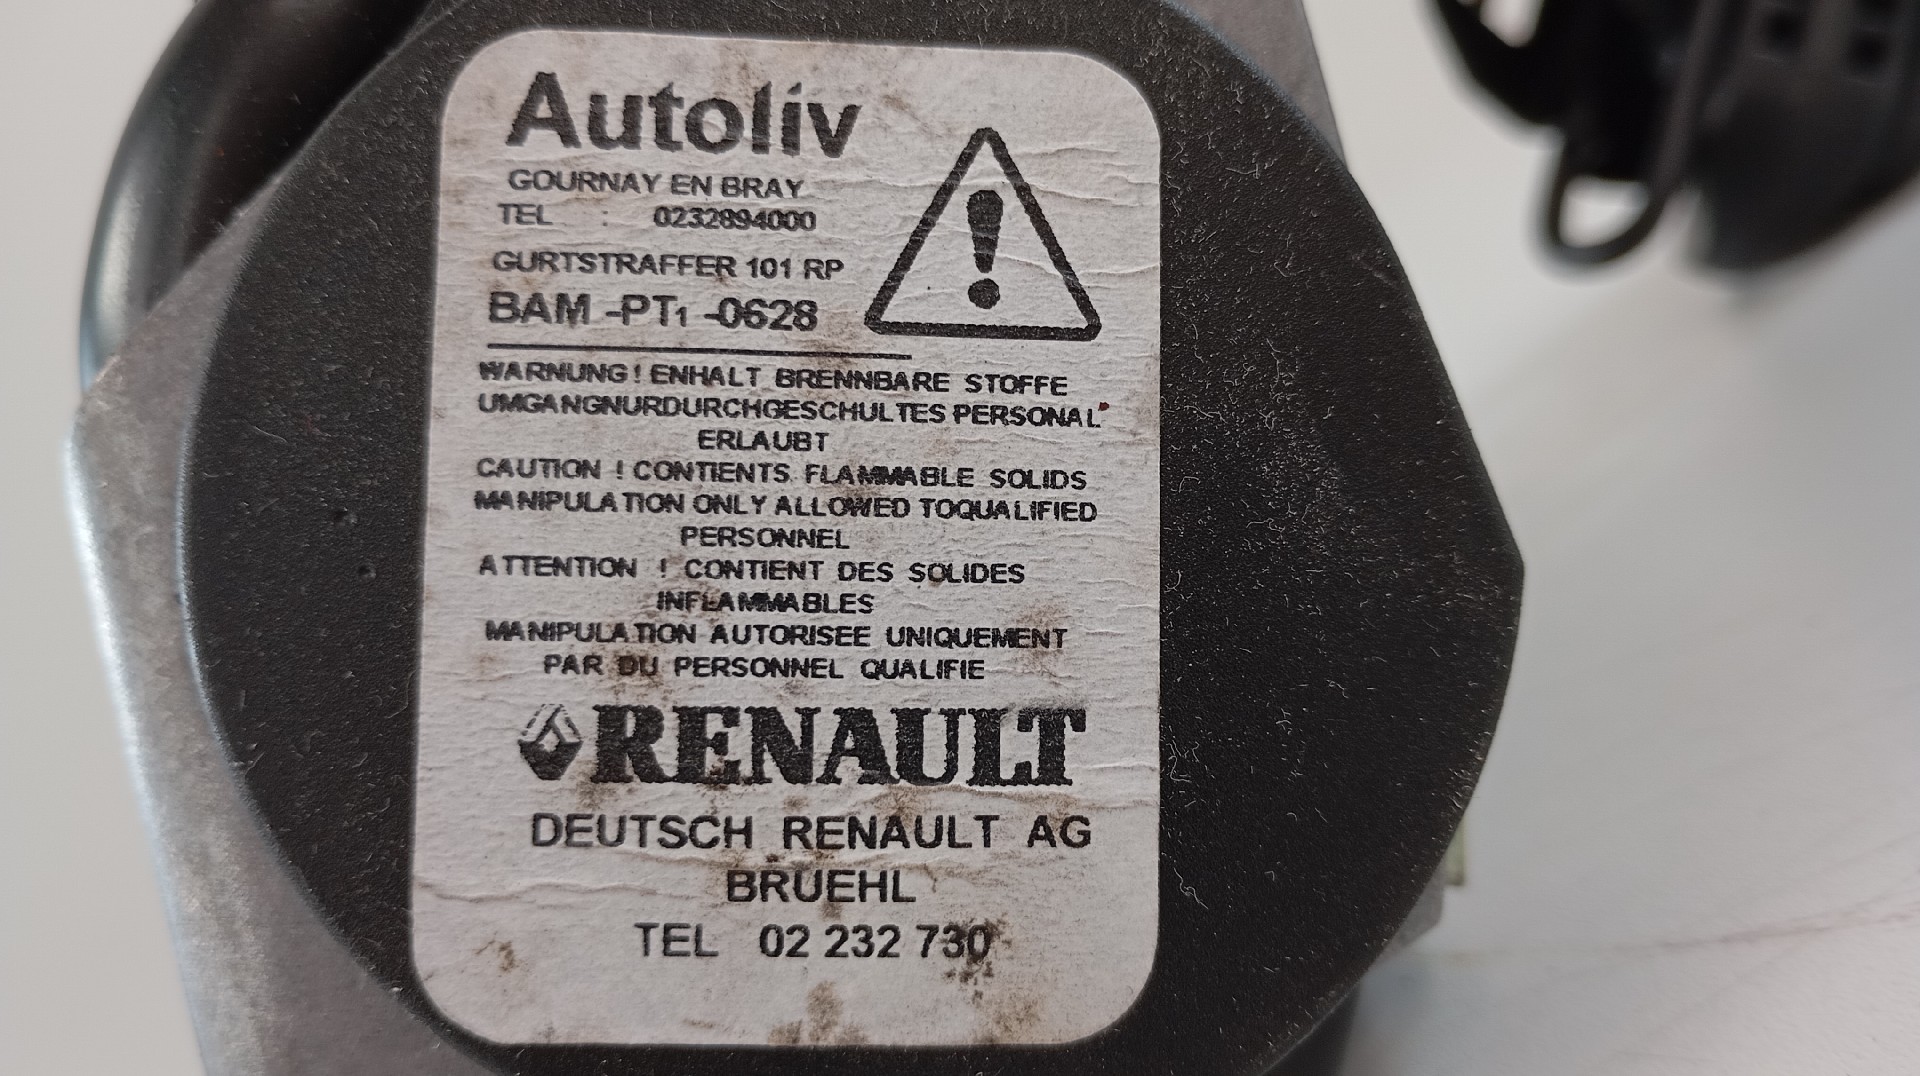 Autoliv
GOURNAY EN BRAY
TEL : 0232894000
GURTSTRAFFER 101 RP
BAM -PT1 -0628
WARNUNG ! ENHALT BRENNBARE STOFFE
UMGANGNURDURCHGESCHULTES PERSONAL
ERLAUBT
CAUTION ! CONTIENTS FLAMMABLE SOLIDS
MANIPULATION ONLY ALLOWED TOQUALIFIED
PERSONNEL
ATTENTION ! CONTIENT DES SOLIDES
INFLAMMABLES
MANIPULATION AUTORISEE UNIQUEMENT
PAR DU PERSONNEL QUALIFIE
RENAULT
DEUTSCH RENAULT AG
BRUEHL
TEL 02 232 730